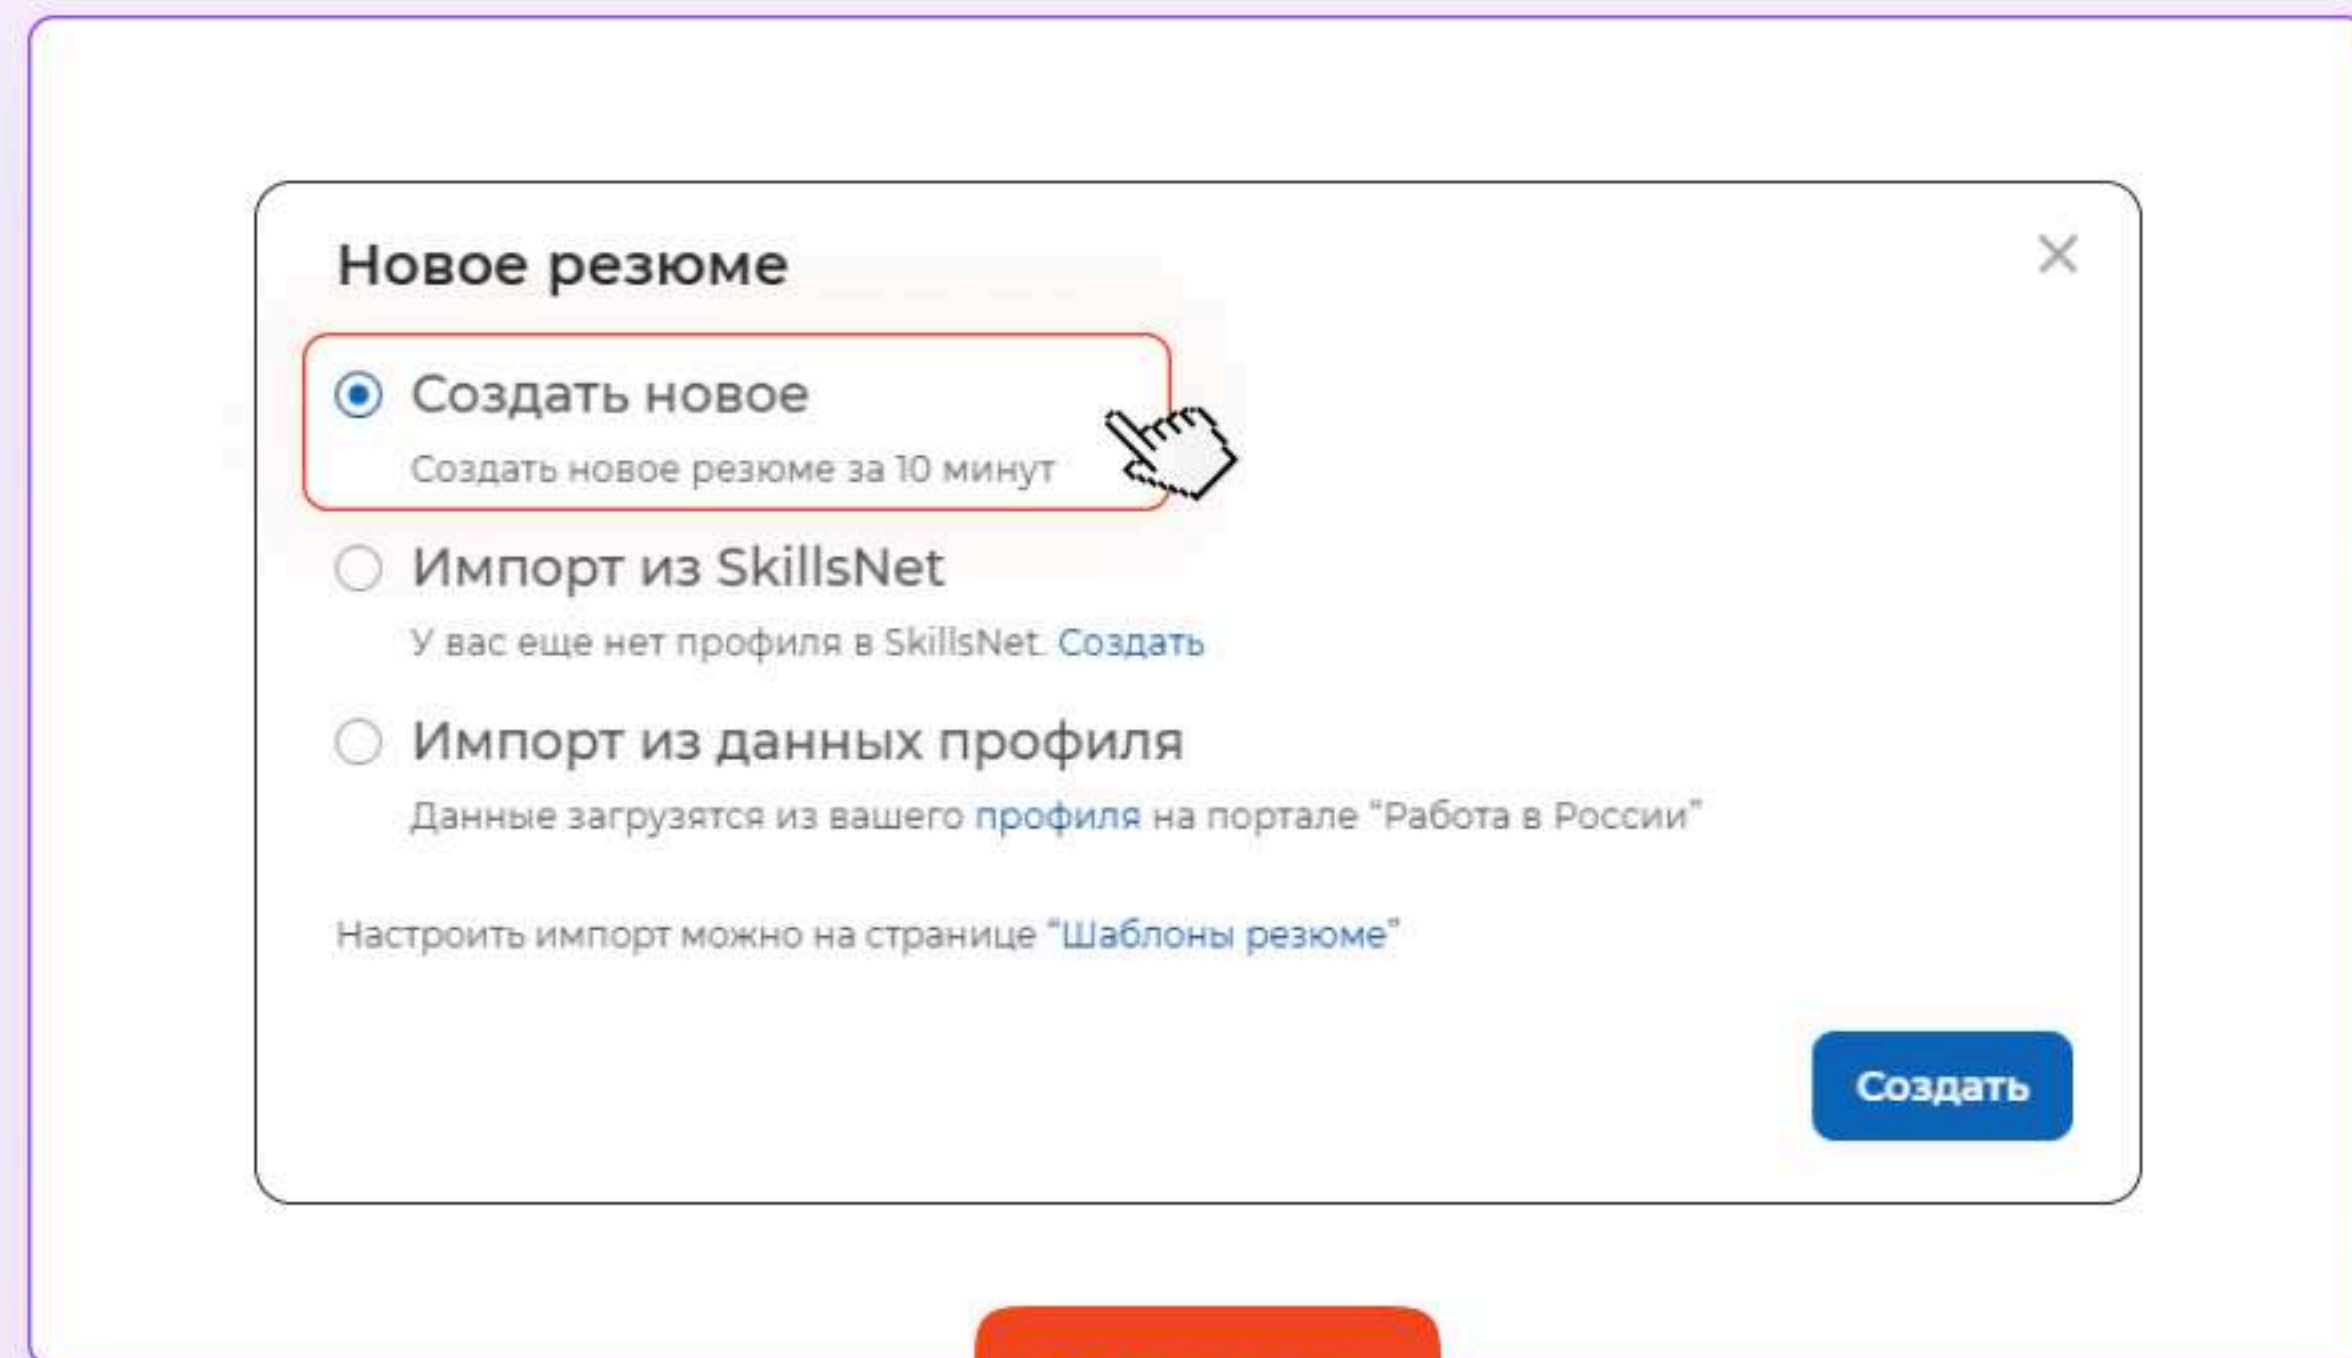 Новое резюме
Создать новое
Создать новое резюме за 10 минут
Импорт из SkillsNet
У вас еще нет профиля в SkillsNet. Создать
Импорт из данных профиля
Данные загрузятся из вашего профиля на портале “Работа в России”
Настроить импорт можно на странице “Шаблоны резюме”
Создать